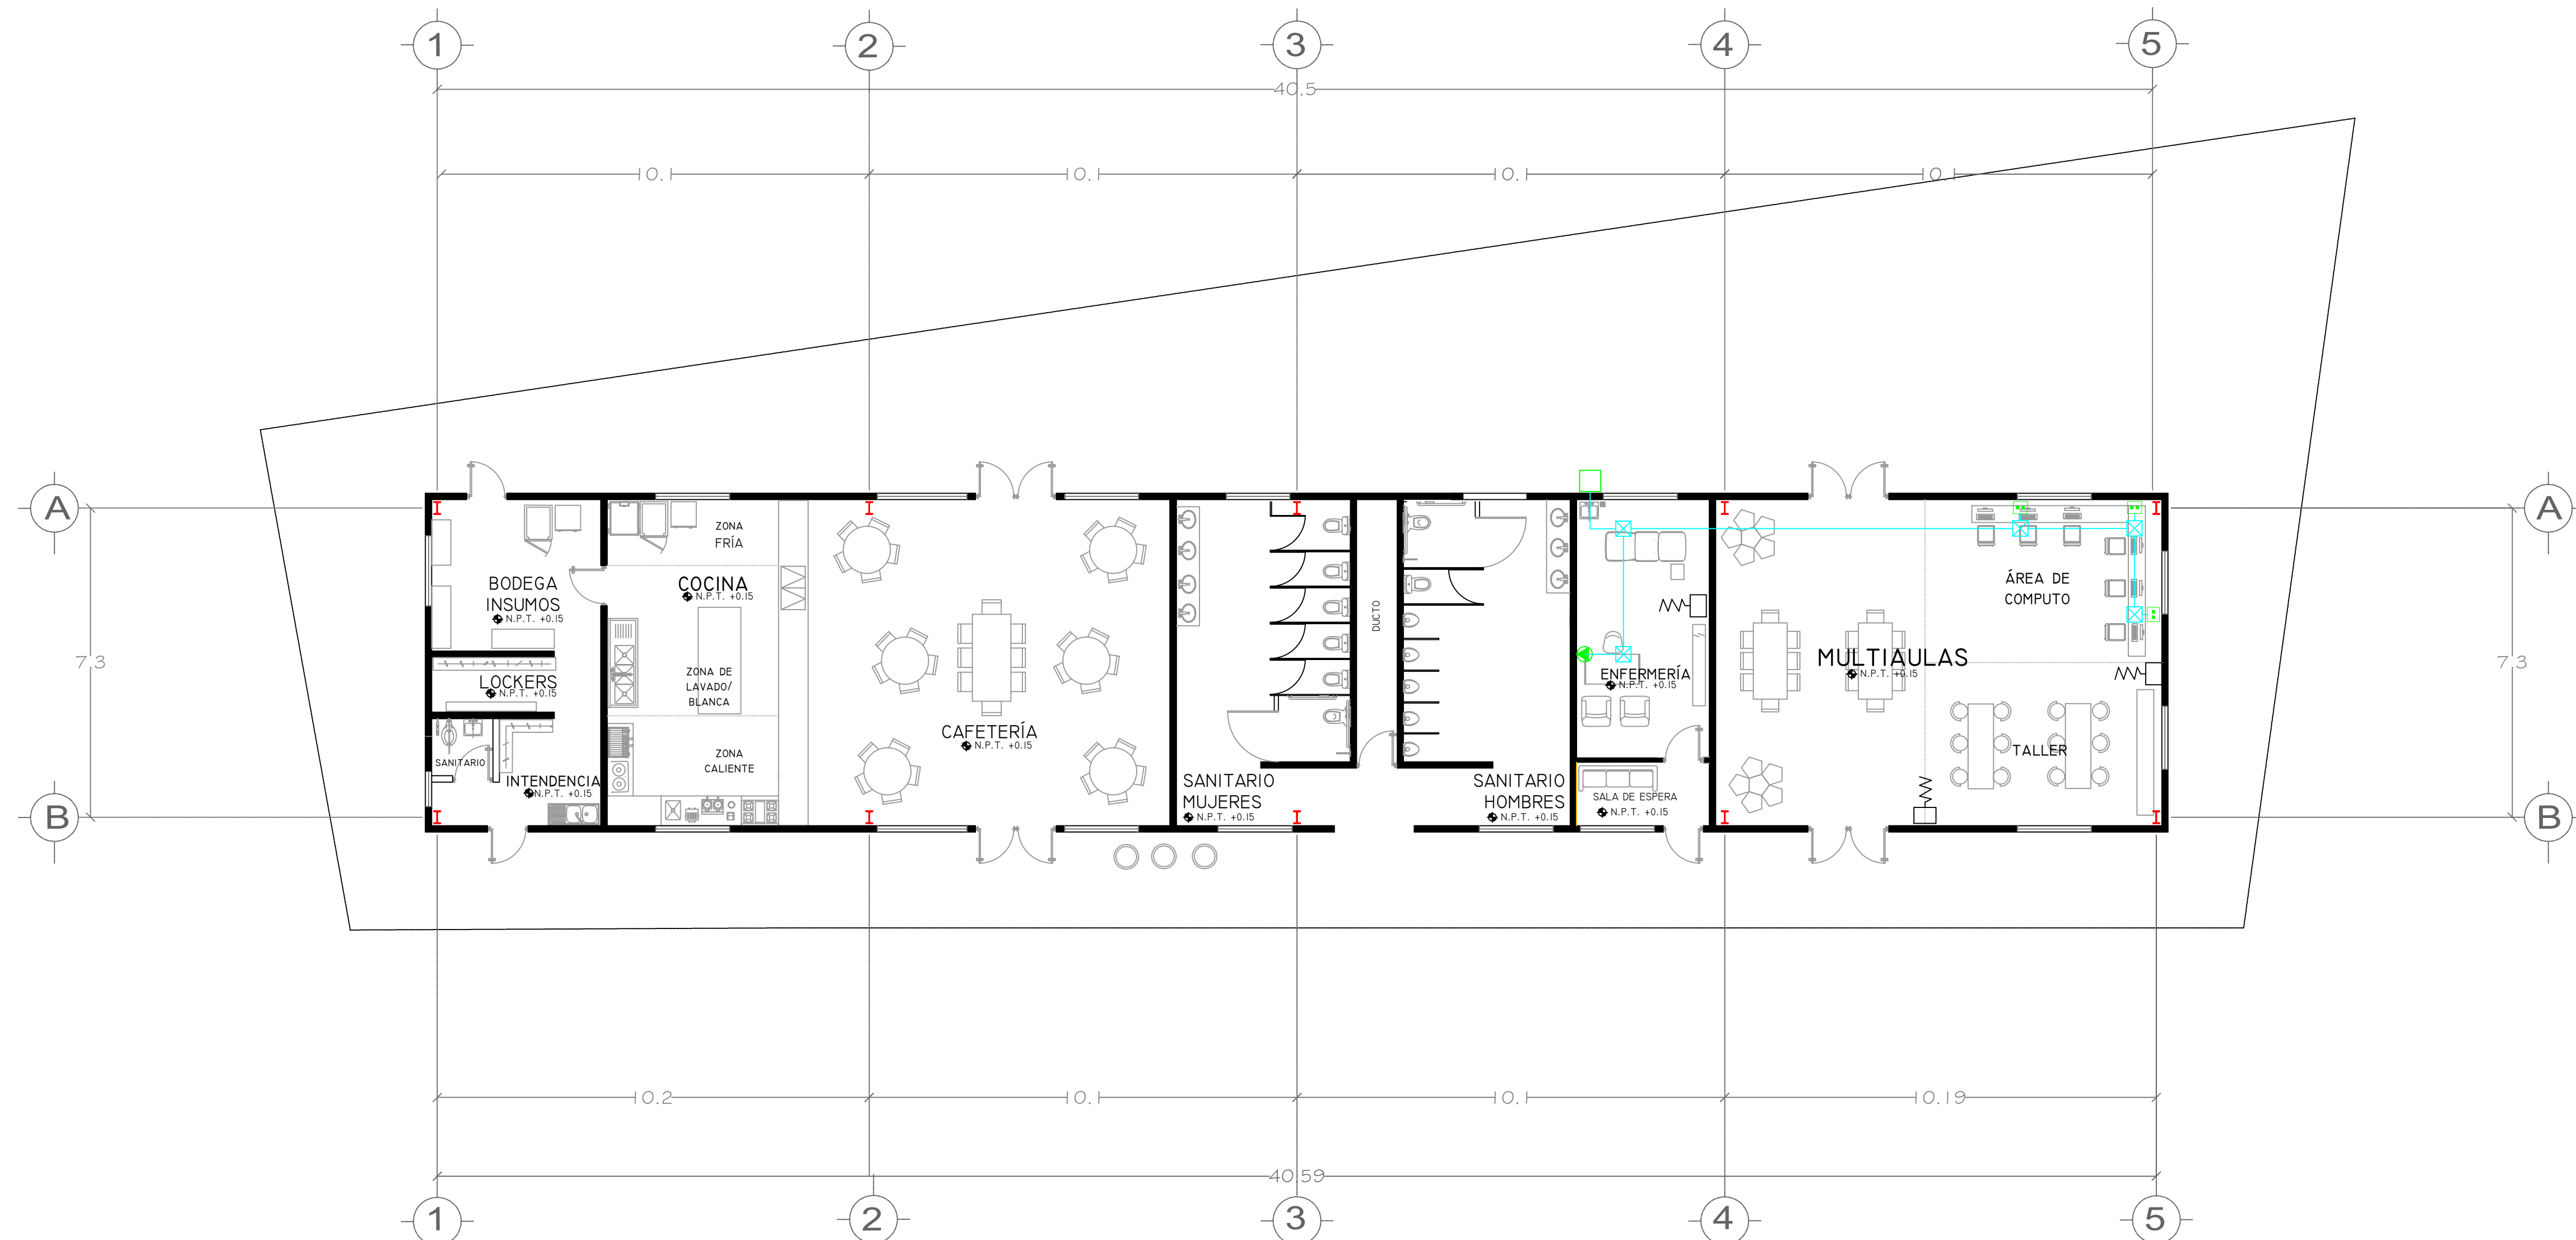 1 2 3 4 5
40.5
10.1 10.1 10.1 10.1
A A
ZONA
FRÍA
BODEGA
INSUMOS
N.P.T. +0.15
COCINA
N.P.T. +0.15
ÁREA DE
COMPUTO
DUCTO
7.3 7.3
LOCKERS
N.P.T. +0.15
ZONA DE
LAVADO/
BLANCA
ENFERMERÍA
N.P.T. +0.15
MULTIAULAS
N.P.T. +0.15
CAFETERÍA
N.P.T. +0.15
SANITARIO
ZONA
CALIENTE
TALLER
INTENDENCIA
N.P.T. +0.15
SANITARIO
MUJERES
N.P.T. +0.15
SANITARIO
HOMBRES
N.P.T. +0.15
SALA DE ESPERA
N.P.T. +0.15
B B
10.2 10.1 10.1 10.19
40.59
1 2 3 4 5